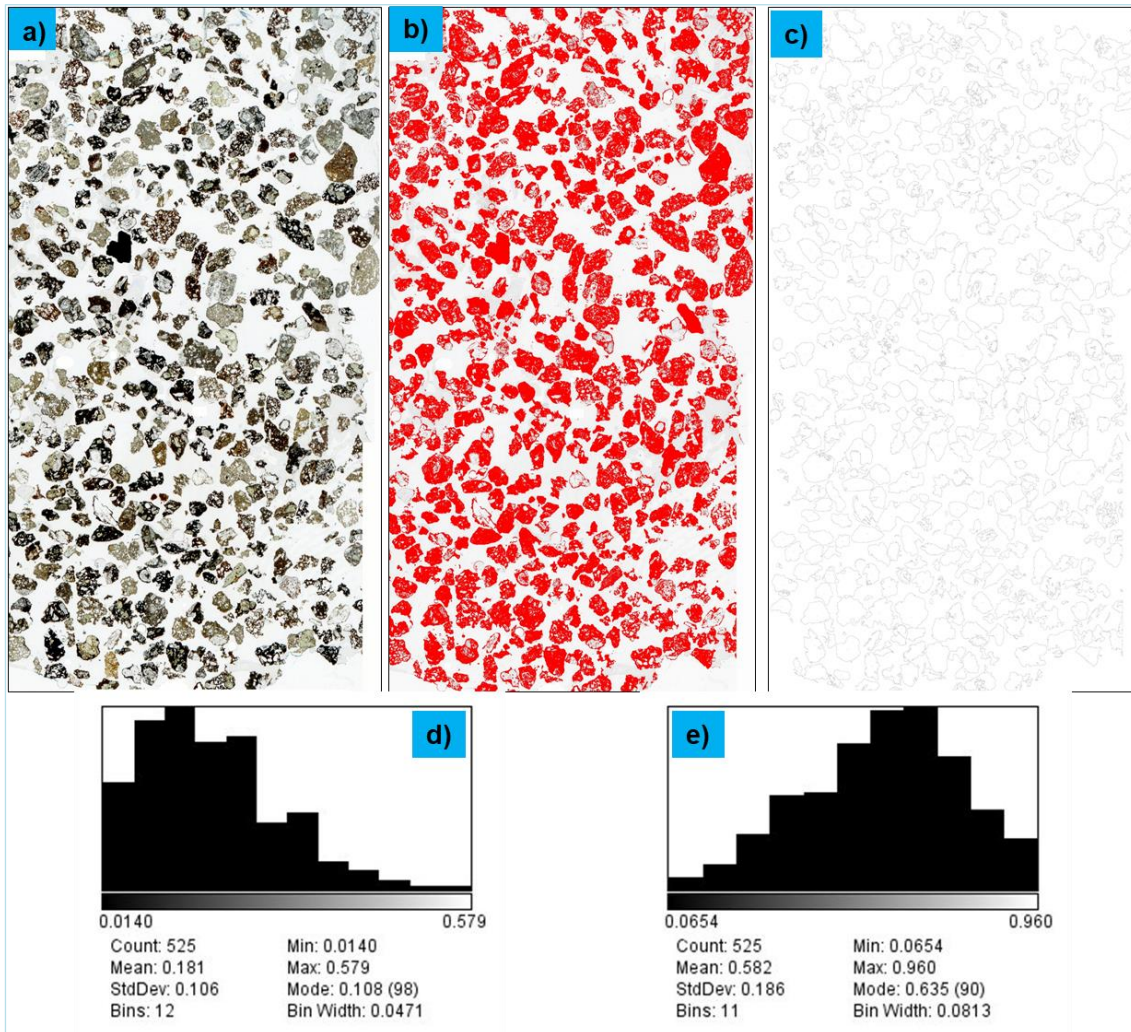 a)
b)
c)
d)
e)
0.0140 0.579
Count: 525 Min: 0.0140
Mean: 0.181 Max: 0.579
StdDev: 0.106 Mode: 0.108 (98)
Bins: 12 Bin Width: 0.0471
0.0654 0.960
Count: 525 Min: 0.0654
Mean: 0.582 Max: 0.960
StdDev: 0.186 Mode: 0.635 (90)
Bins: 11 Bin Width: 0.0813